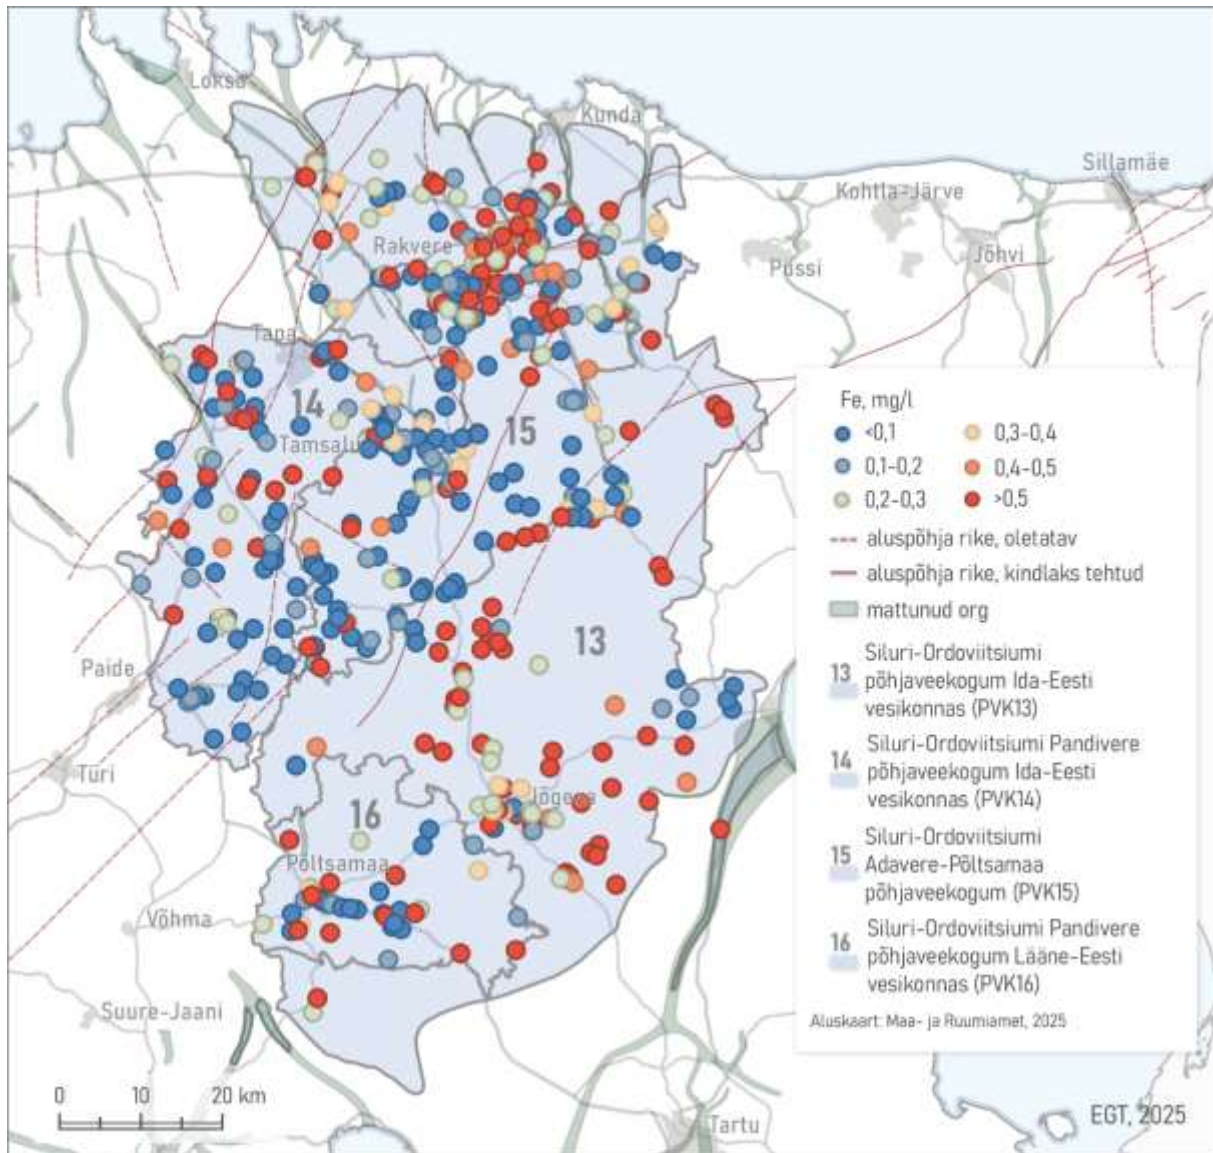 Loksa
Kunda
Sillamäe
Kohtla-Järve
Rakvere
Püssi
Jõhvi
Tapa
14
15
Tamsalu
13
Paide
Türi
16
Jõgeva
Põltsamaa
Võhma
Suure-Jaani
Tartu
Fe, mg/l
<0,1
0,3-0,4
0,1-0,2
0,4-0,5
0,2-0,3
>0.5
aluspõhja rike, oletatav
aluspõhja rike, kindlaks tehtud
mattunud org
13
Siluri-Ordoviitsiumi
põhjaveekogum Ida-Eesti
vesikonnas (PVK13)
14
Siluri-Ordoviitsiumi Pandivere
põhjaveekogum Ida-Eesti
vesikonnas (PVK14)
15
Siluri-Ordoviitsiumi
Adavere-Põltsamaa
põhjaveekogum (PVK15)
16
Siluri-Ordoviitsiumi Pandivere
põhjaveekogum Lääne-Eesti
vesikonnas (PVK16)
Aluskaart: Maa- ja Ruumiamet, 2025
0 10 20 km
EGT, 2025